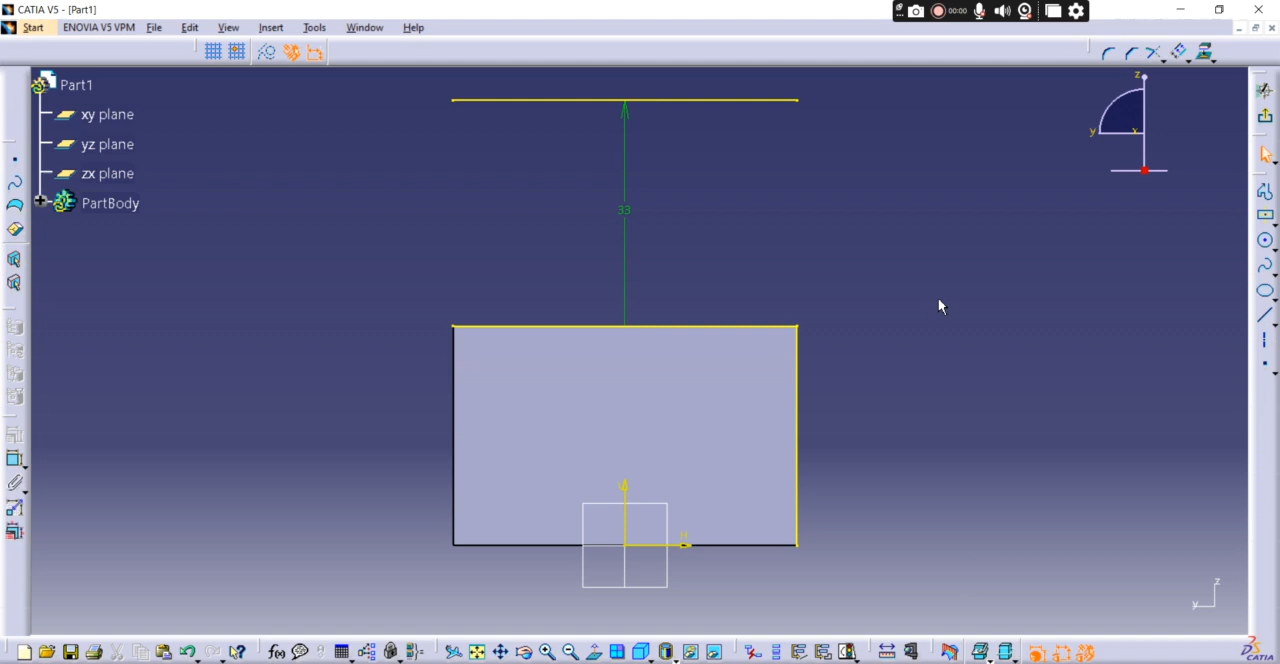 CATIA V5 - [Part1]
00:00
Start ENOVIA V5 VPM File Edit View Insert Tools Window Help
Part1
xy plane
yz plane
zx plane
PartBody
z
y x
33
V
H
z
y
f(x)
CATIA